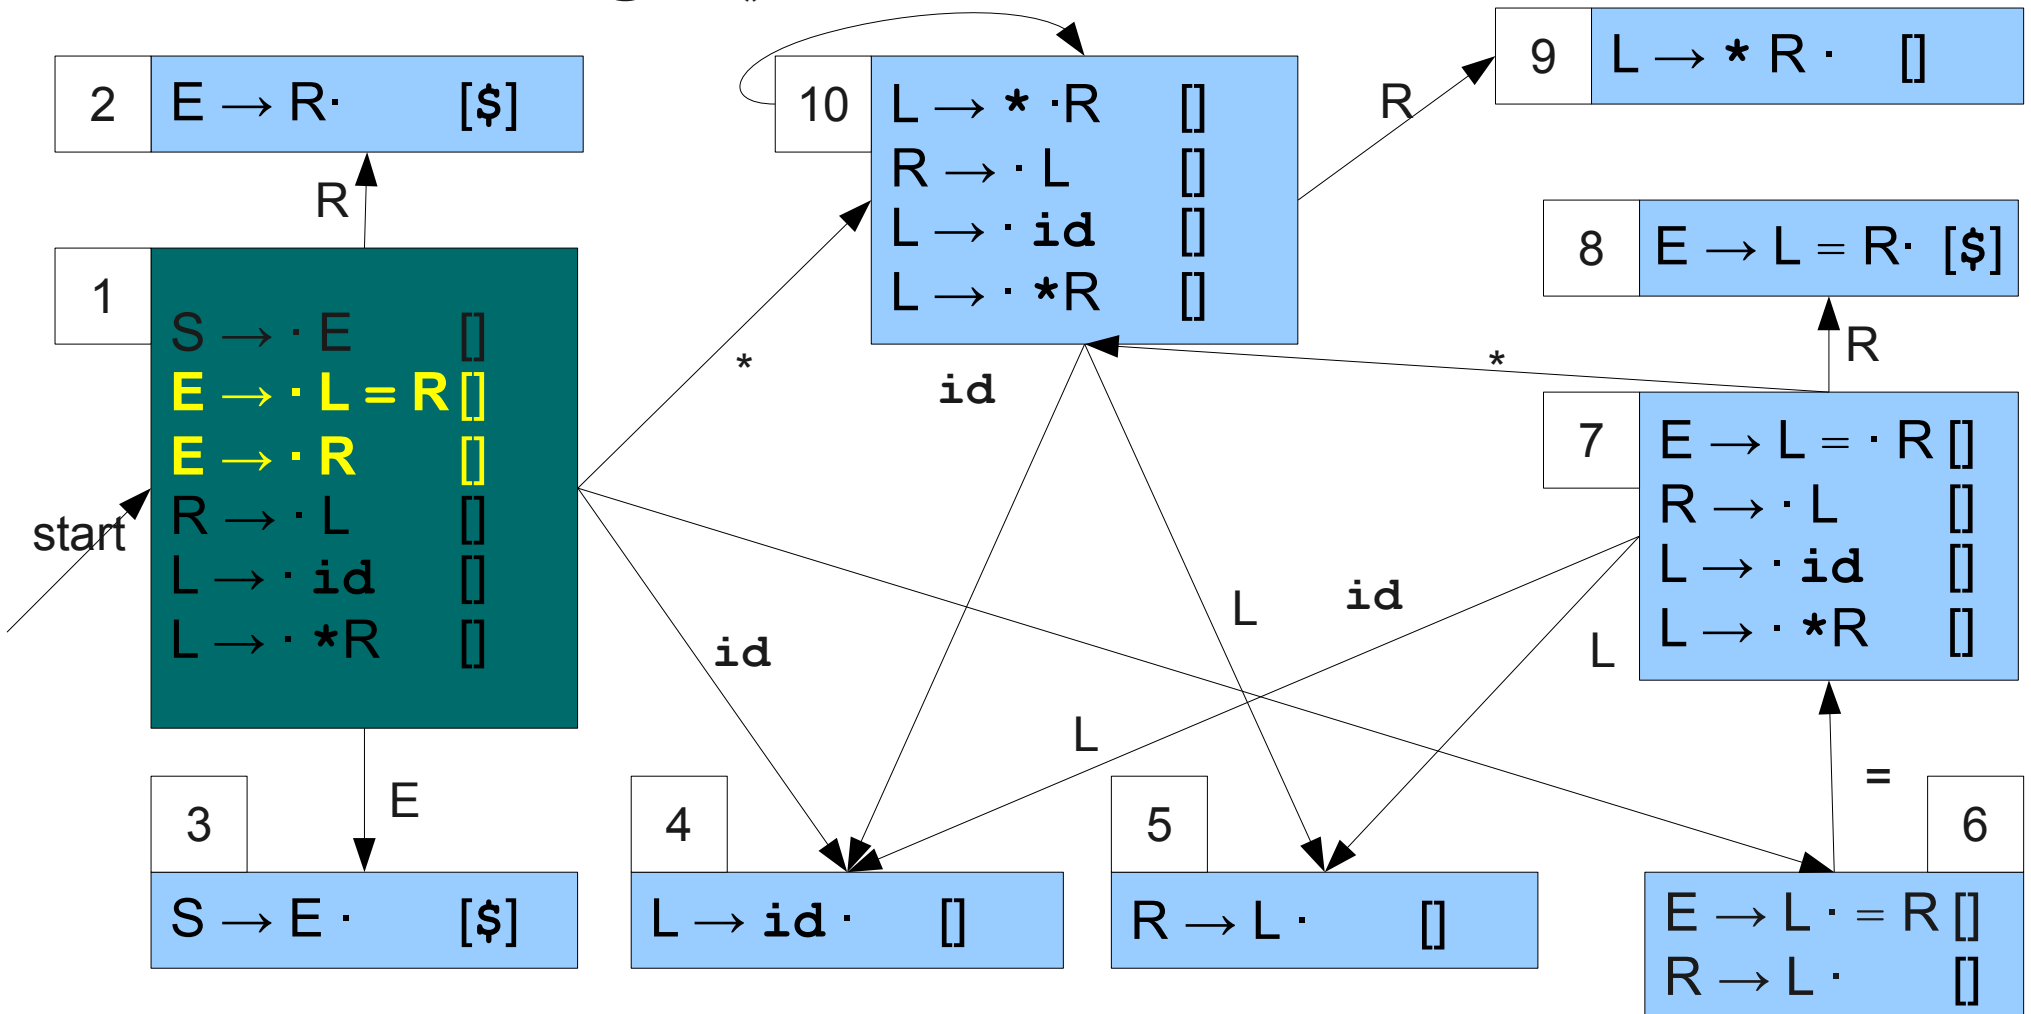 2
E → R· [$]
R
1
S → · E []
E → · L = R []
E → · R []
R → · L []
L → · id []
L → · *R []
start
E
3
S → E · [$]
10
L → * ·R []
R → · L []
L → · id []
L → · *R []
R
9
L → * R · []
8
E → L = R· [$]
R
*
*
id
7
E → L = · R []
R → · L []
L → · id []
L → · *R []
id
L
id
L
L
=
4
L → id · []
5
R → L · []
6
E → L · = R []
R → L · []